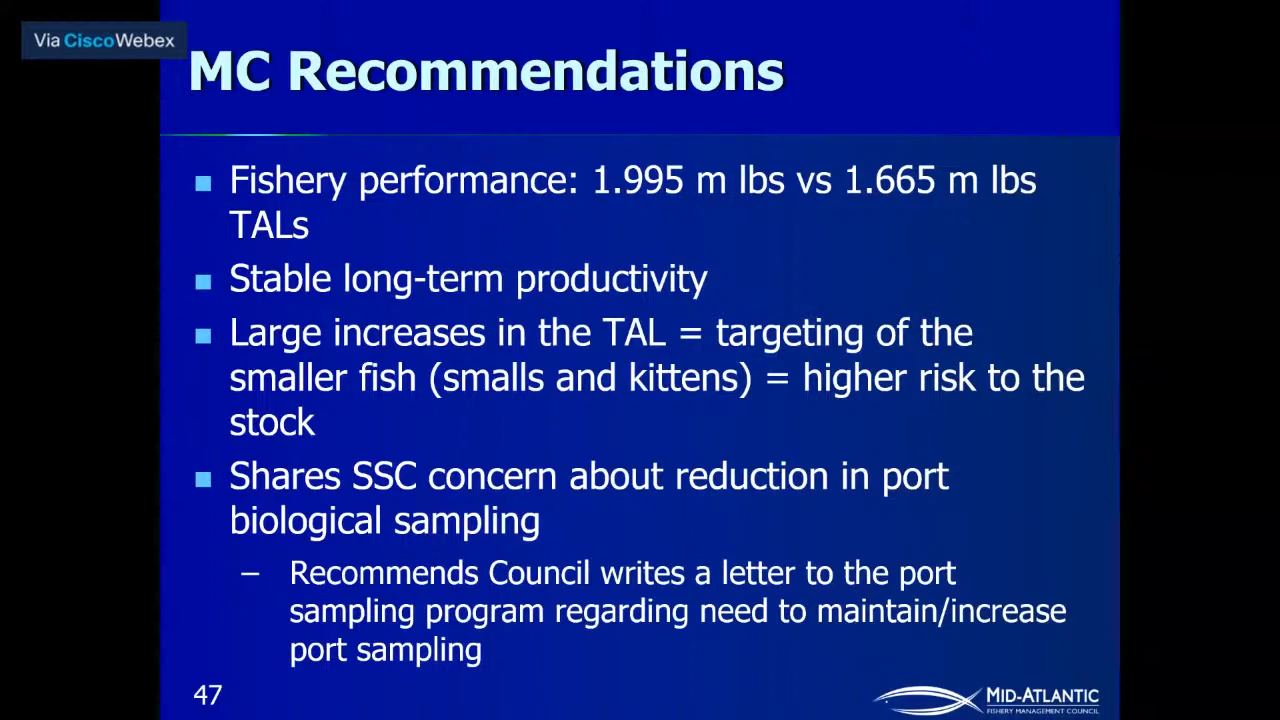 Via CiscoWebex
MC Recommendations
Fishery performance: 1.995 m lbs vs 1.665 m lbs
TALs
Stable long-term productivity
Large increases in the TAL = targeting of the
smaller fish (smalls and kittens) = higher risk to the
stock
Shares SSC concern about reduction in port
biological sampling
– Recommends Council writes a letter to the port
sampling program regarding need to maintain/increase
port sampling
47
MID-ATLANTIC
FISHERY MANAGEMENT COUNCIL